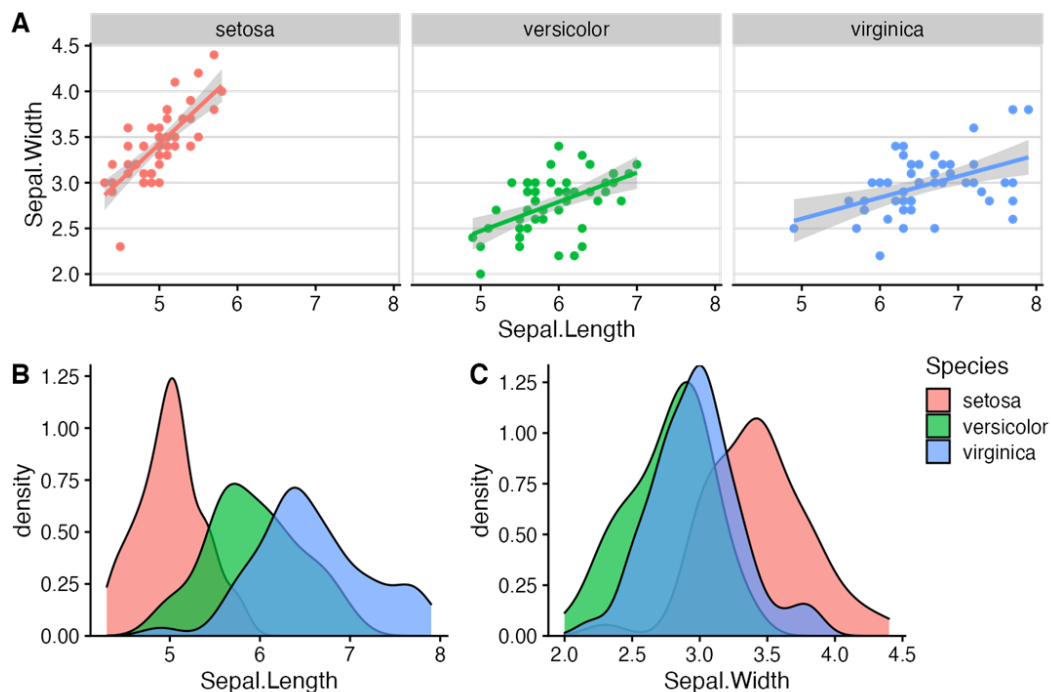 A
setosa
versicolor
virginica
4.5
4.0
3.5
3.0
2.5
2.0
Sepal.Width
5 6 7 8
5 6 7 8
5 6 7 8
Sepal.Length
B
1.25
1.00
0.75
0.50
0.25
0.00
density
5 6 7 8
Sepal.Length
C
1.25
1.00
0.75
0.50
0.25
0.00
density
2.0 2.5 3.0 3.5 4.0 4.5
Sepal.Width
Species
setosa
versicolor
virginica